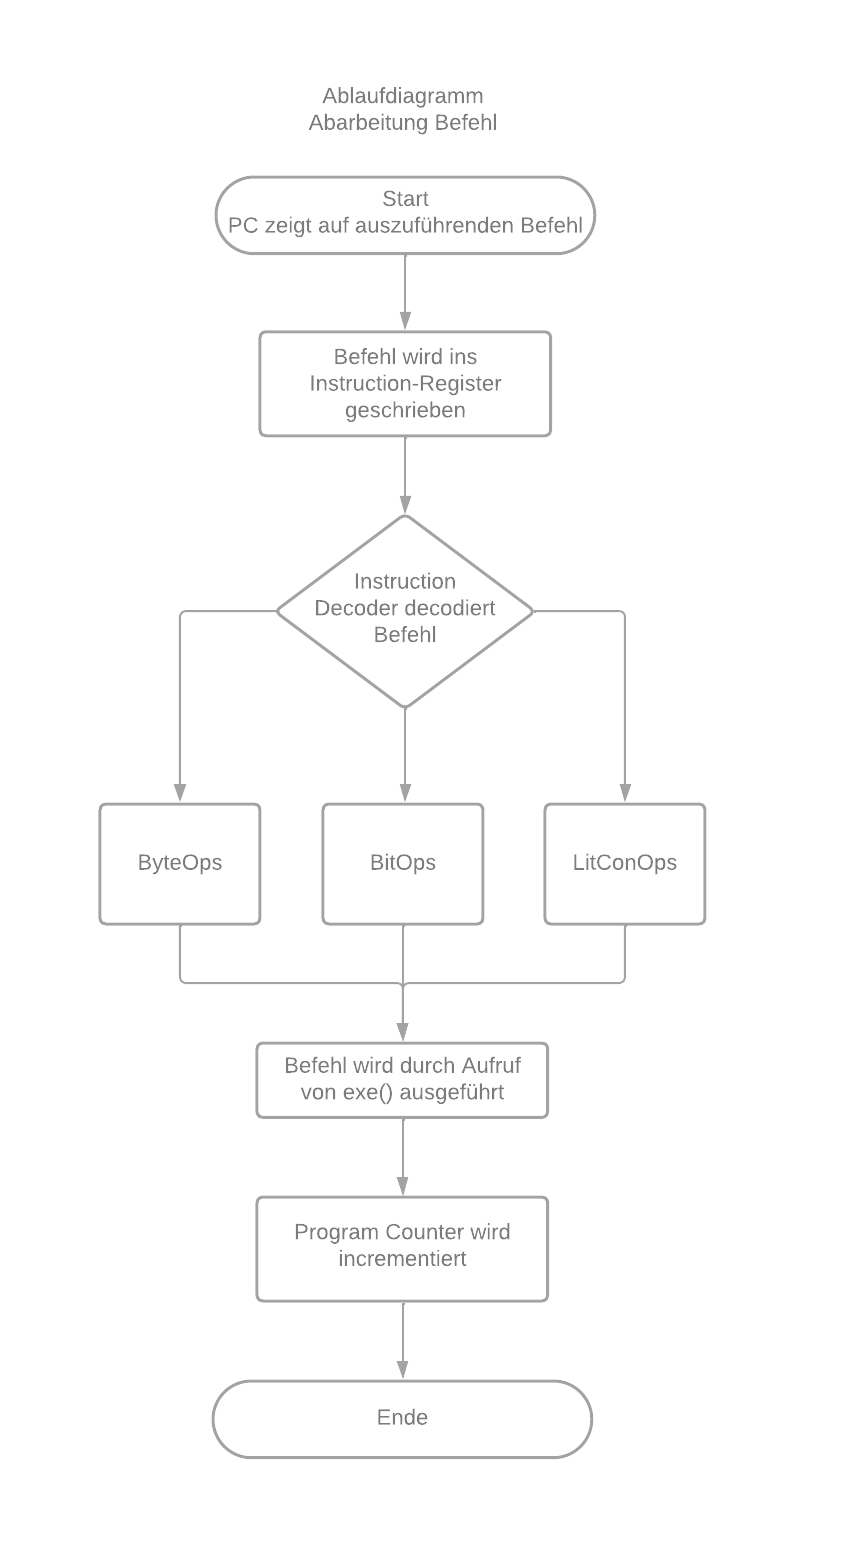 Ablaufdiagramm
Abarbeitung Befehl
Start
PC zeigt auf auszuführenden Befehl
Befehl wird ins
Instruction-Register
geschrieben
Instruction
Decoder decodiert
Befehl
ByteOps
BitOps
LitConOps
Befehl wird durch Aufruf
von exe() ausgeführt
Program Counter wird
incrementiert
Ende